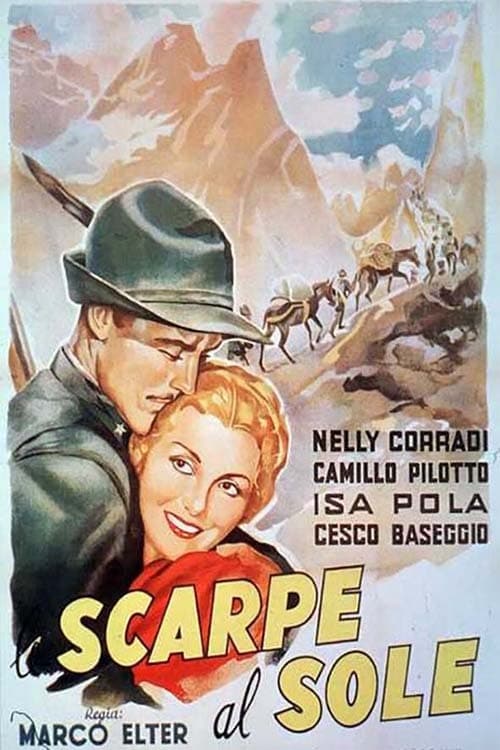 NELLY CORRADI
CAMILLO PILOTTO
ISA POLA
CESCO BASEGGIO
le SCARPE
al SOLE
Regia:
MARCO ELTER